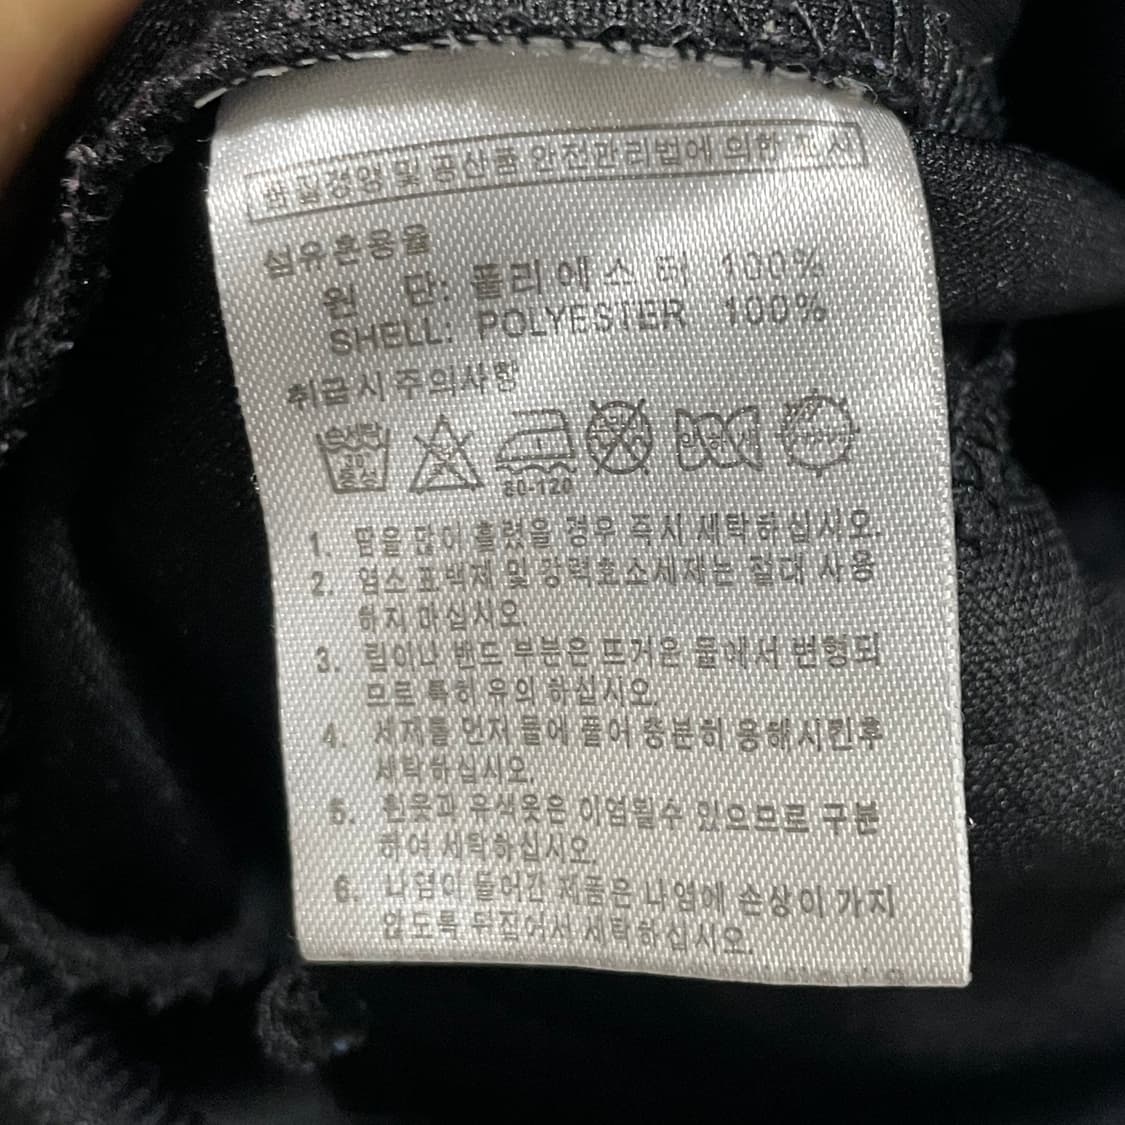 품질경영 및 공산품 안전관리법에 의한 표시
섬유혼용율
원 단: 폴리에스터 100%
SHELL: POLYESTER 100%
취급시 주의사항
약하게
80-120
1. 땀을 많이 흘렸을 경우 즉시 세탁하십시오.
2. 염소 표백제 및 강력효소세제는 절대 사용
하지 마십시오.
3. 립이나 밴드 부분은 뜨거운 물에서 변형되
므로 특히 유의 하십시오.
4. 세제를 먼저 물에 풀어 충분히 용해시킨후
세탁하십시오.
5. 흰옷과 유색옷은 이염될수 있으므로 구분
하여 세탁하십시오.
6. 나염이 들어간 제품은 나염에 손상이 가지
않도록 뒤집어서 세탁하십시오.